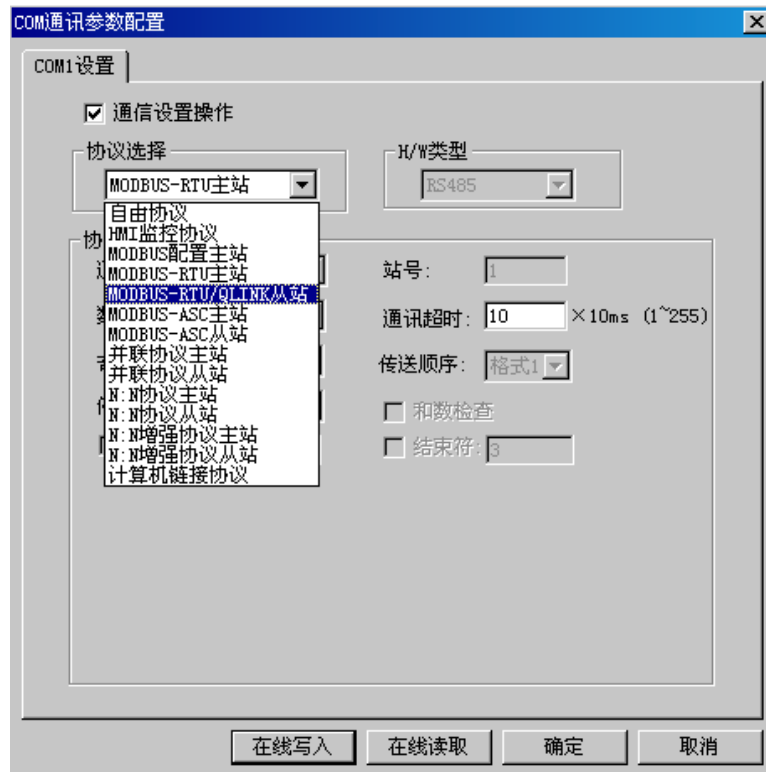 COM通讯参数配置
COM1设置
通信设置操作
协议选择
H/W类型
MODBUS-RTU主站
RS485
自由协议
HMI监控协议
MODBUS配置主站
MODBUS-RTU主站
MODBUS-RTU/QLINK从站
MODBUS-ASC主站
MODBUS-ASC从站
并联协议主站
并联协议从站
N:N协议主站
N:N协议从站
N:N增强协议主站
N:N增强协议从站
计算机链接协议
协
站号: 1
通讯超时: 10 ×10ms (1~255)
传送顺序: 格式1
和数检查
结束符: 3
在线写入 在线读取 确定 取消